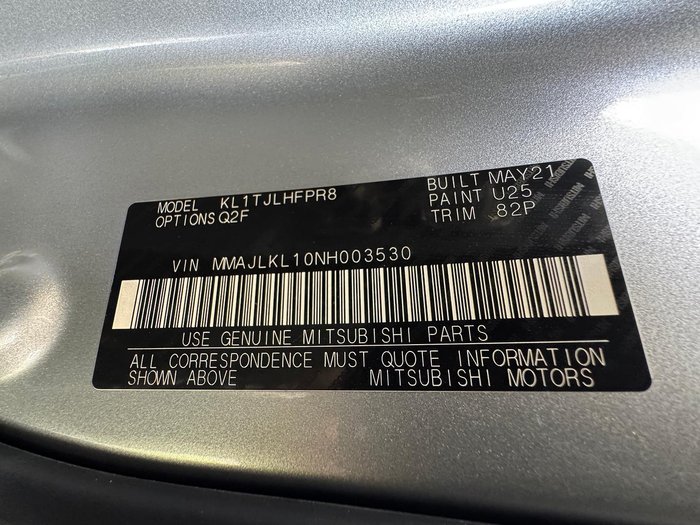 MODEL KL1TJLHFPR8 BUILT MAY21
OPTIONS Q2F PAINT U25
TRIM 82P
VIN MMAJLKL10NH003530
USE GENUINE MITSUBISHI PARTS
ALL CORRESPONDENCE MUST QUOTE INFORMATION
SHOWN ABOVE MITSUBISHI MOTORS